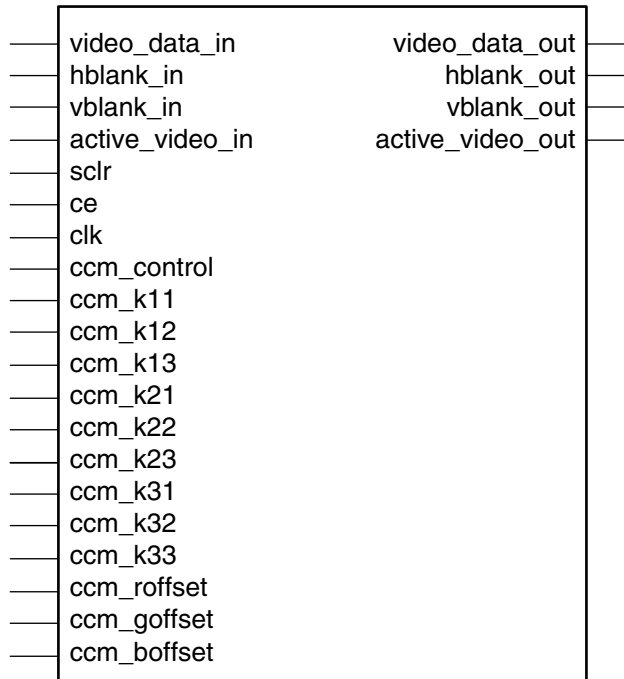 video_data_in video_data_out
hblank_in hblank_out
vblank_in vblank_out
active_video_in active_video_out
sclr
ce
clk
ccm_control
ccm_k11
ccm_k12
ccm_k13
ccm_k21
ccm_k22
ccm_k23
ccm_k31
ccm_k32
ccm_k33
ccm_roffset
ccm_goffset
ccm_boffset